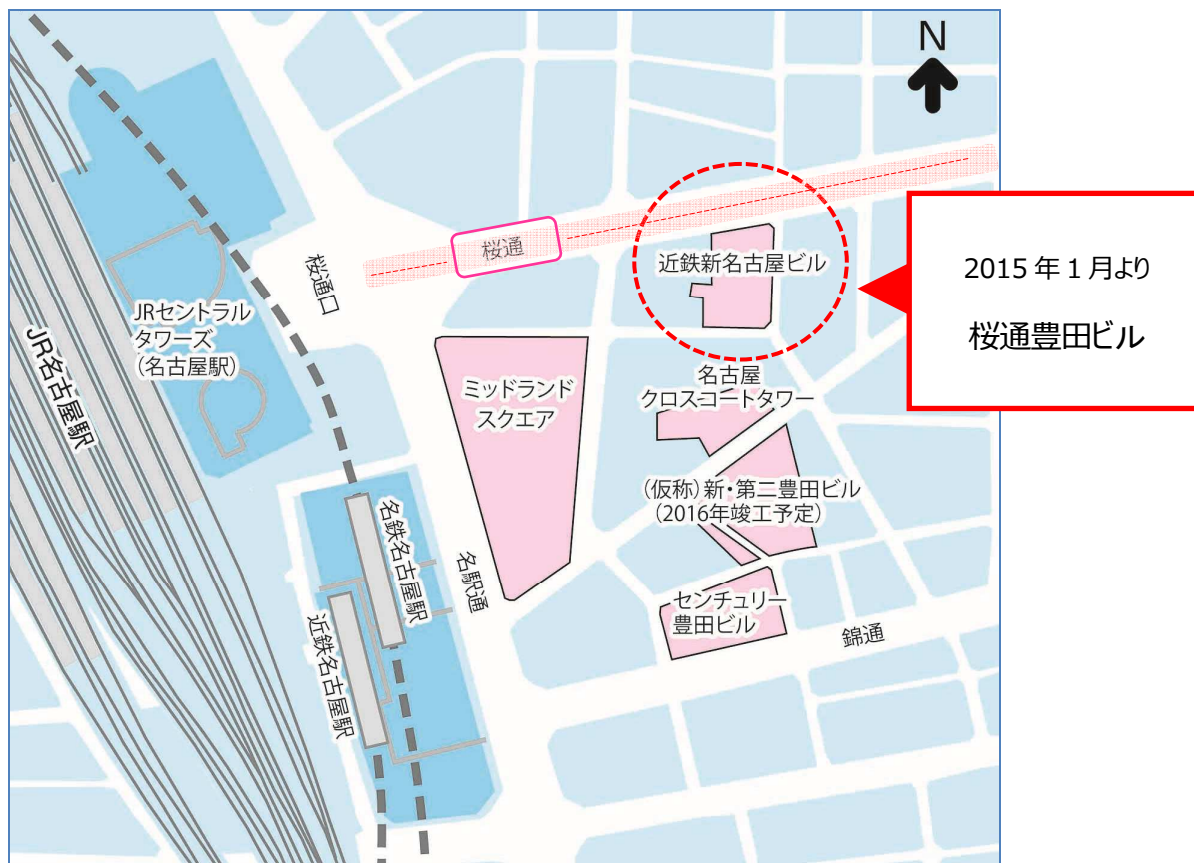 N
桜通
近鉄新名古屋ビル
2015 年 1 月より
桜通豊田ビル
桜通口
JRセントラル
タワーズ
(名古屋駅)
JR名古屋駅
ミッドランド
スクエア
名古屋
クロスコートタワー
(仮称)新・第二豊田ビル
(2016年竣工予定)
名鉄名古屋駅
名駅通
近鉄名古屋駅
センチュリー
豊田ビル
錦通